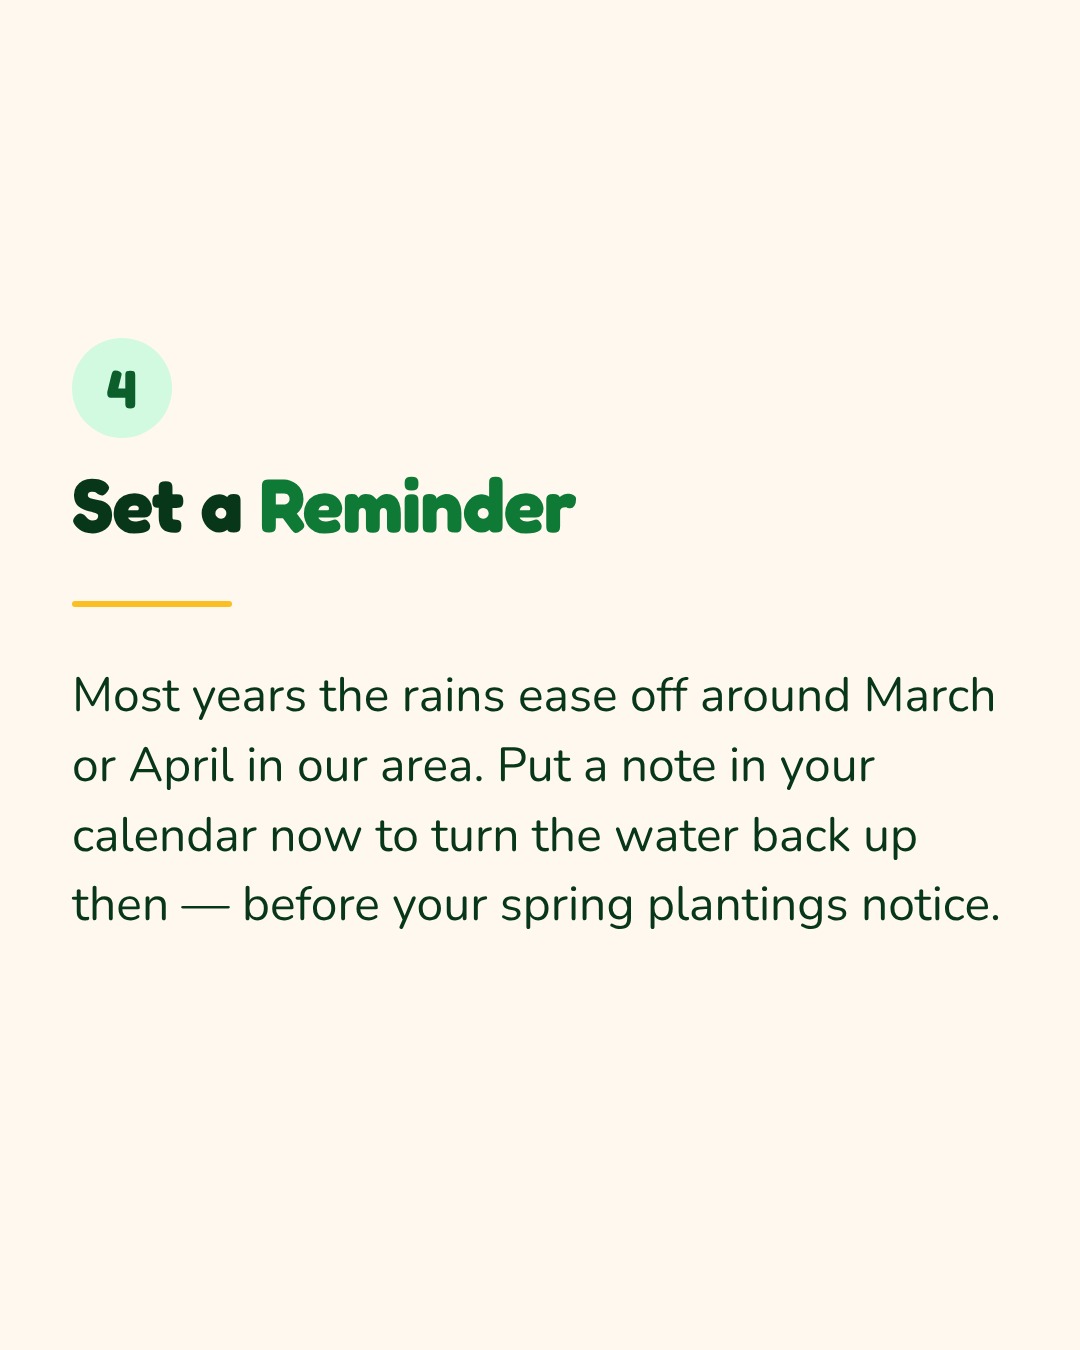 4
Set a Reminder
Most years the rains ease off around March
or April in our area. Put a note in your
calendar now to turn the water back up
then — before your spring plantings notice.